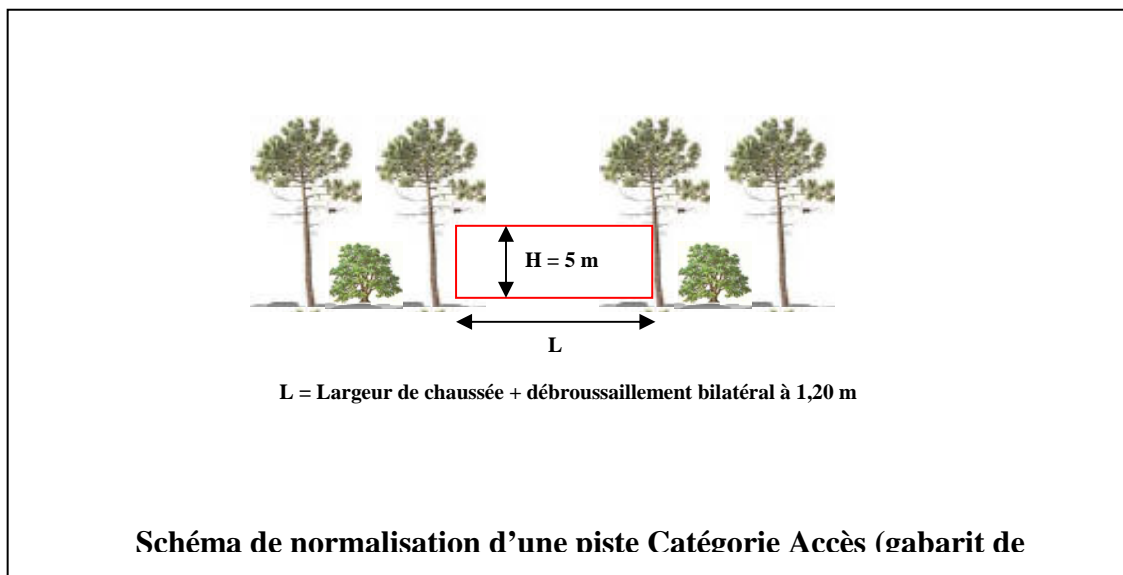 H = 5 m
L
L = Largeur de chaussée + débroussaillement bilatéral à 1,20 m
Schéma de normalisation d’une piste Catégorie Accès (gabarit de